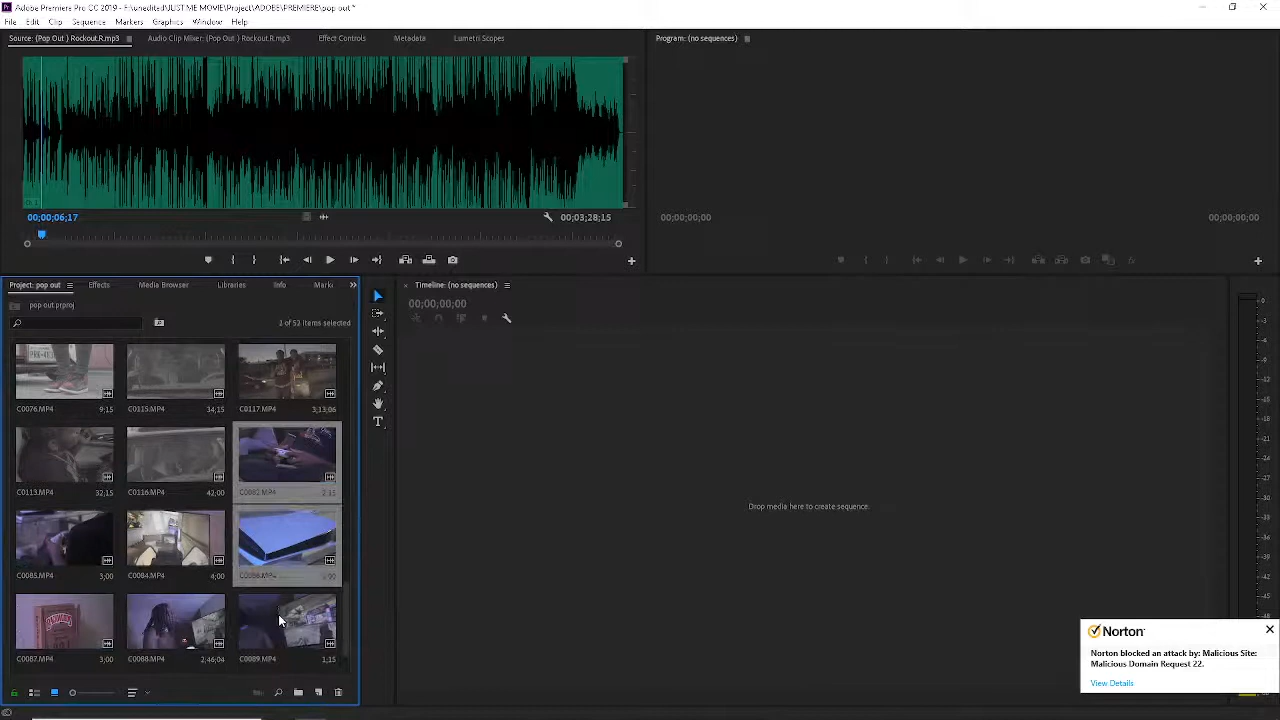 Adobe Premiere Pro CC 2019 - F:\unedited\JUST ME MOVIE\Project\ADOBE\PREMIERE\pop out *
File Edit Clip Sequence Markers Graphics Window Help
Source: (Pop Out ) Rockout.R.mp3 Audio Clip Mixer: (Pop Out ) Rockout.R.mp3 Effect Controls Metadata Lumetri Scopes
Program: (no sequences)
00;00;06;17 00;03;28;15
00;00;00;00 00;00;00;00
Project: pop out Effects Media Browser Libraries Info Mark
Timeline: (no sequences)
pop out.prproj
00;00;00;00
2 of 52 Items selected
C0076.MP4 9;15 C0115.MP4 34;15 C0117.MP4 3;13;06
C0113.MP4 32;15 C0116.MP4 42;00 C0082.MP4 2;15
Drop media here to create sequence.
C0085.MP4 3;00 C0084.MP4 4;00
C0087.MP4 3;00 C0088.MP4 2;46;04 C0089.MP4 1;15
Norton
Norton blocked an attack by: Malicious Site:
Malicious Domain Request 22.
View Details